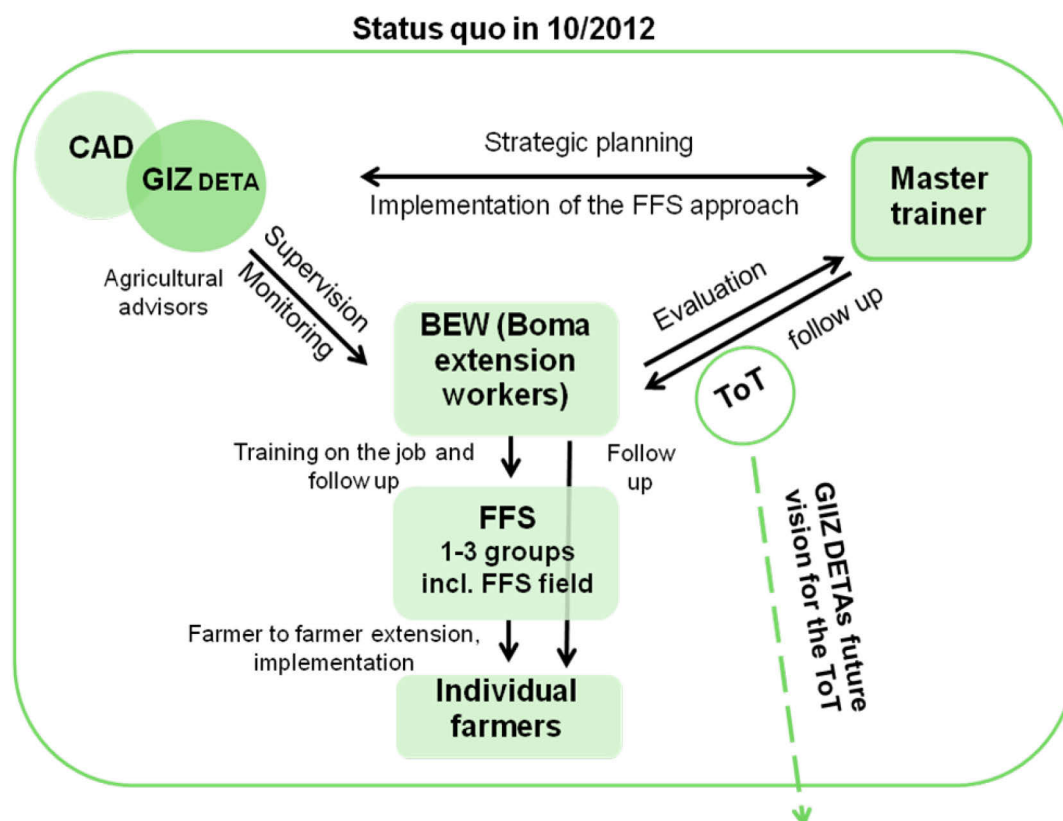 Status quo in 10/2012
CAD
GIZ DETA
Agricultural
advisors
Strategic planning
Implementation of the FFS approach
Master
trainer
Supervision
Monitoring
BEW (Boma
extension
workers)
Evaluation
follow up
ToT
Training on the job and
follow up
Follow
up
FFS
1-3 groups
incl. FFS field
Farmer to farmer extension,
implementation
Individual
farmers
GIIZ DETAs future
vision for the ToT